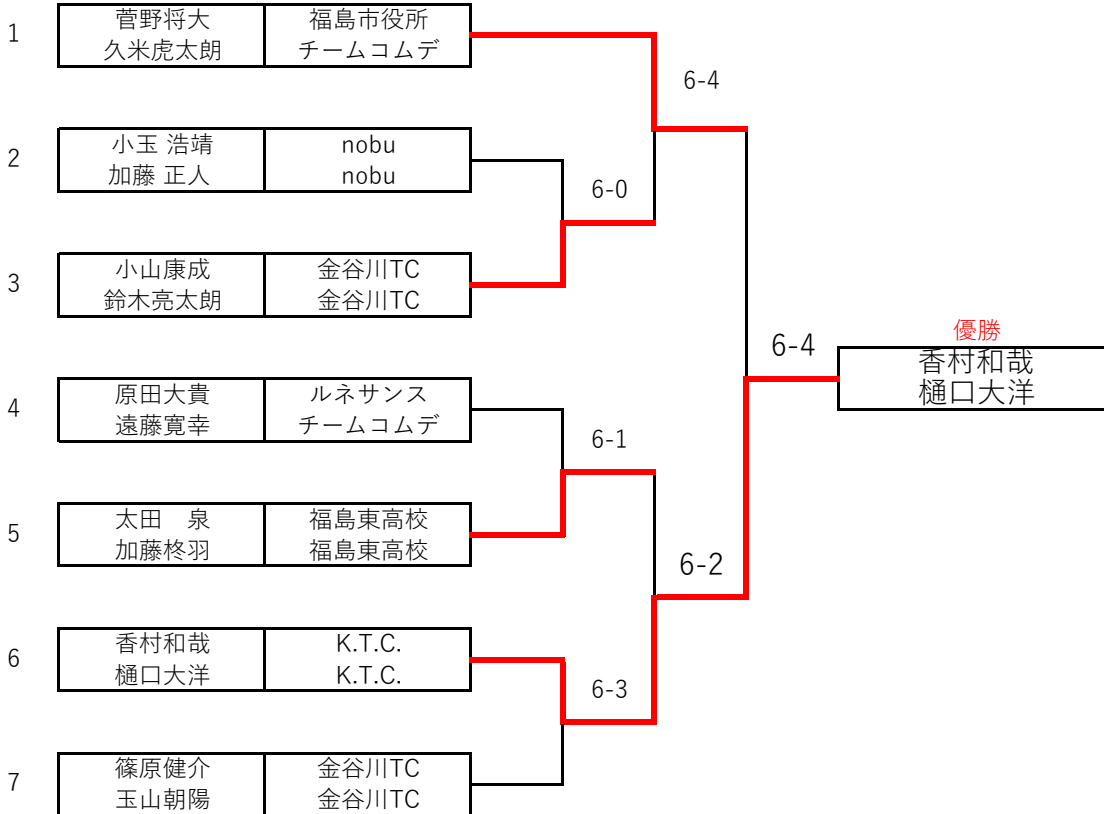 1
菅野将大 福島市役所
久米虎太朗 チームコムデ
6-4
2
小玉 浩靖 nobu
加藤 正人 nobu
6-0
3
小山康成 金谷川TC
鈴木亮太朗 金谷川TC
優勝
6-4
香村和哉
樋口大洋
4
原田大貴 ルネサンス
遠藤寛幸 チームコムデ
6-1
5
太田　泉 福島東高校
加藤柊羽 福島東高校
6-2
6
香村和哉 K.T.C.
樋口大洋 K.T.C.
6-3
7
篠原健介 金谷川TC
玉山朝陽 金谷川TC